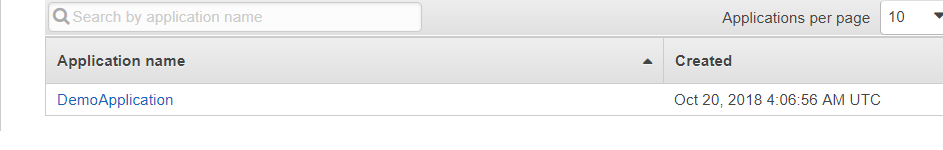 Search by application name
Applications per page 10
Application name Created
DemoApplication Oct 20, 2018 4:06:56 AM UTC